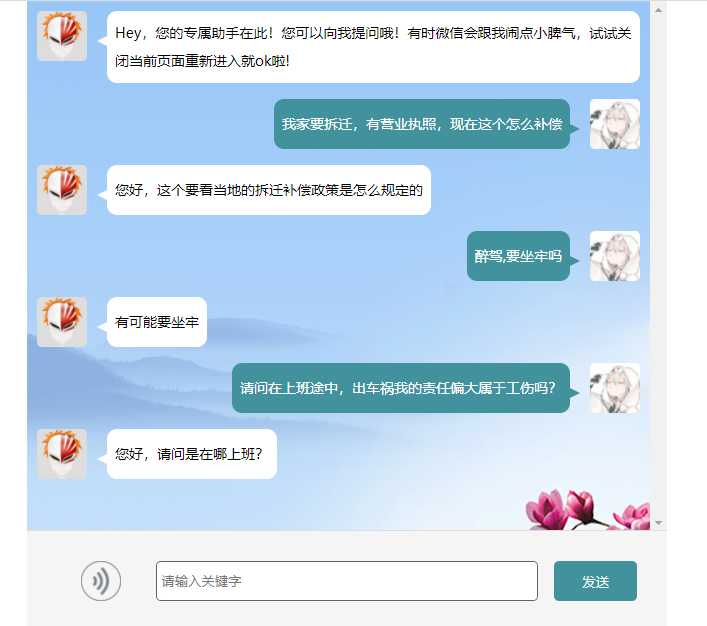 Hey，您的专属助手在此！您可以向我提问哦！有时微信会跟我闹点小脾气，试试关
闭当前页面重新进入就ok啦!
我家要拆迁，有营业执照，现在这个怎么补偿
您好，这个要看当地的拆迁补偿政策是怎么规定的
醉驾,要坐牢吗
有可能要坐牢
请问在上班途中，出车祸我的责任偏大属于工伤吗?
您好，请问是在哪上班?
请输入关键字
发送